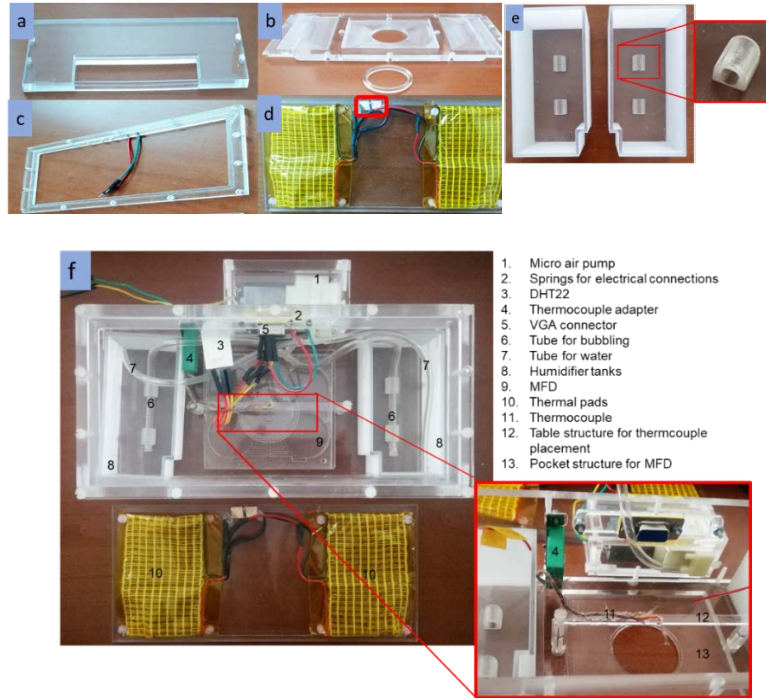 a
b
e
c
d
f
1. Micro air pump
2. Springs for electrical connections
3. DHT22
4. Thermocouple adapter
5. VGA connector
6. Tube for bubbling
7. Tube for water
8. Humidifier tanks
9. MFD
10. Thermal pads
11. Thermocouple
12. Table structure for thermcouple
placement
13. Pocket structure for MFD
1
2
5
3
4
7
7
6
6
9
8
8
10
10
4
11
12
13